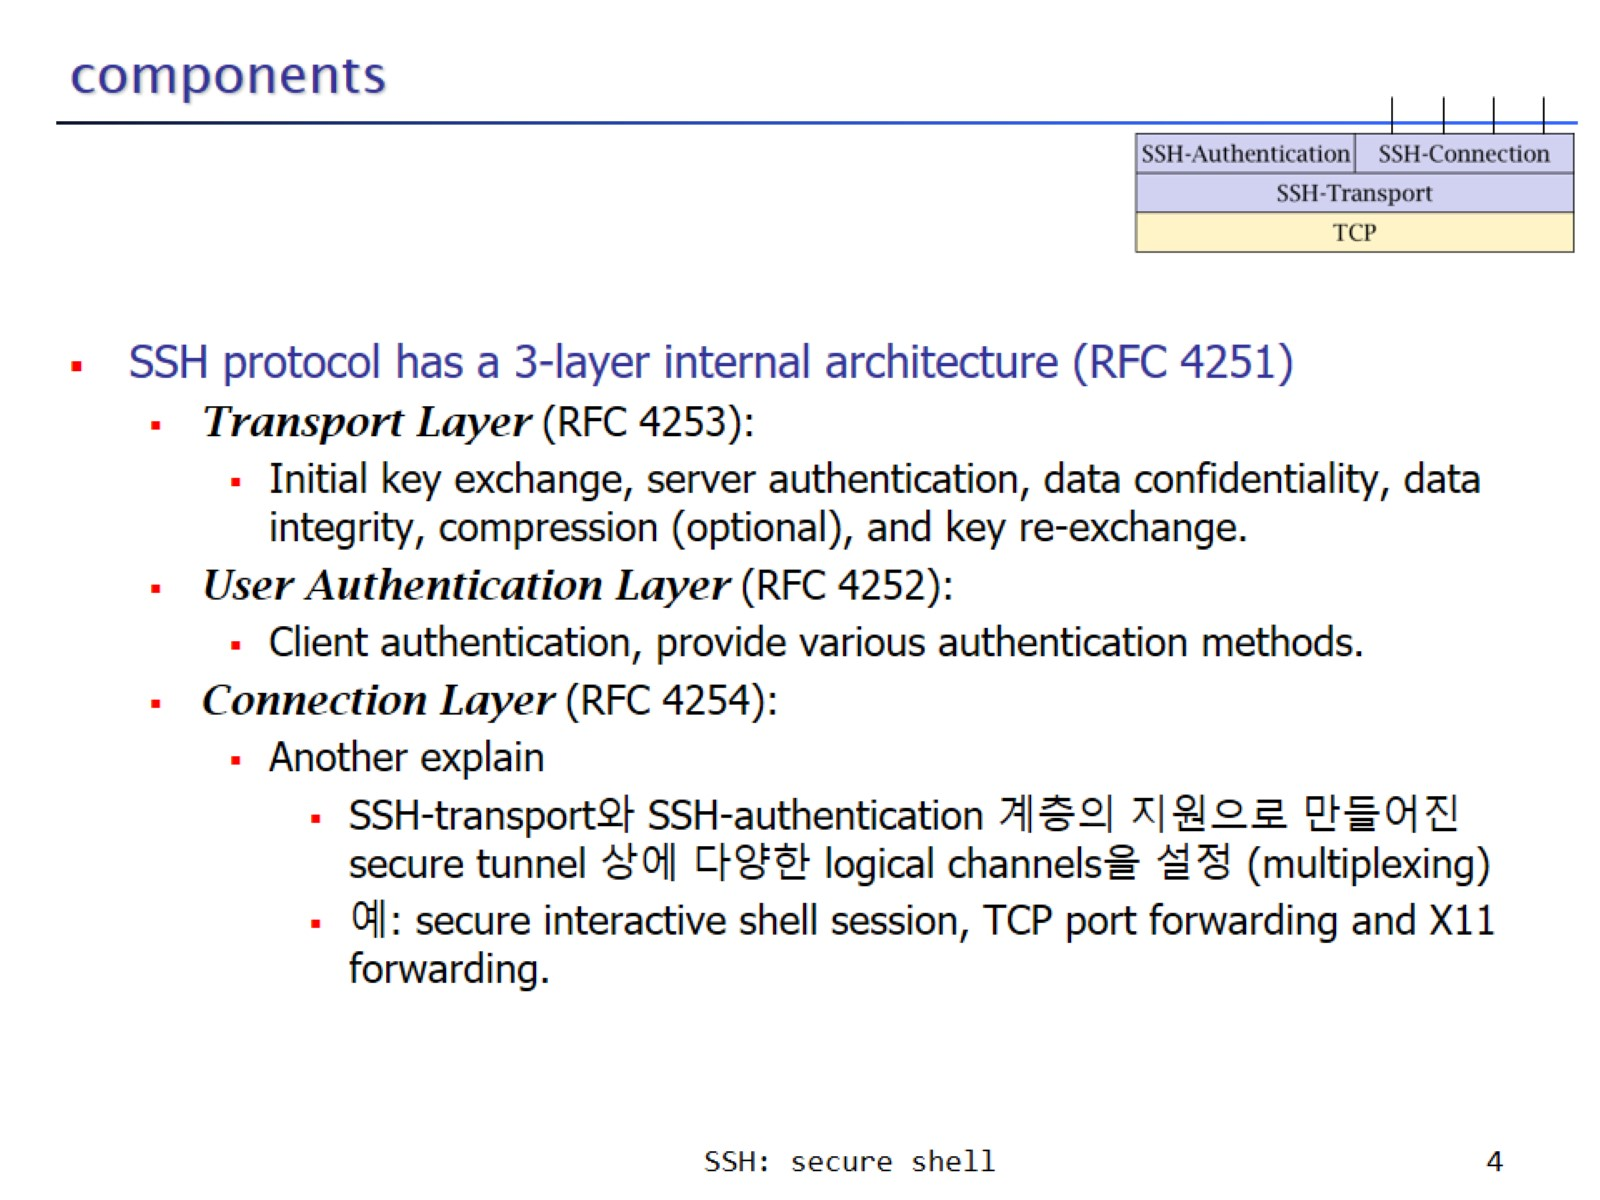 components
SSH-Authentication
SSH-Connection
SSH-Transport
TCP
SSH protocol has a 3-layer internal architecture (RFC 4251)
Transport Layer (RFC 4253):
Initial key exchange, server authentication, data confidentiality, data
integrity, compression (optional), and key re-exchange.
User Authentication Layer (RFC 4252):
Client authentication, provide various authentication methods.
Connection Layer (RFC 4254):
Another explain
SSH-transport와 SSH-authentication 계층의 지원으로 만들어진
secure tunnel 상에 다양한 logical channels을 설정 (multiplexing)
예: secure interactive shell session, TCP port forwarding and X11
forwarding.
SSH: secure shell
4